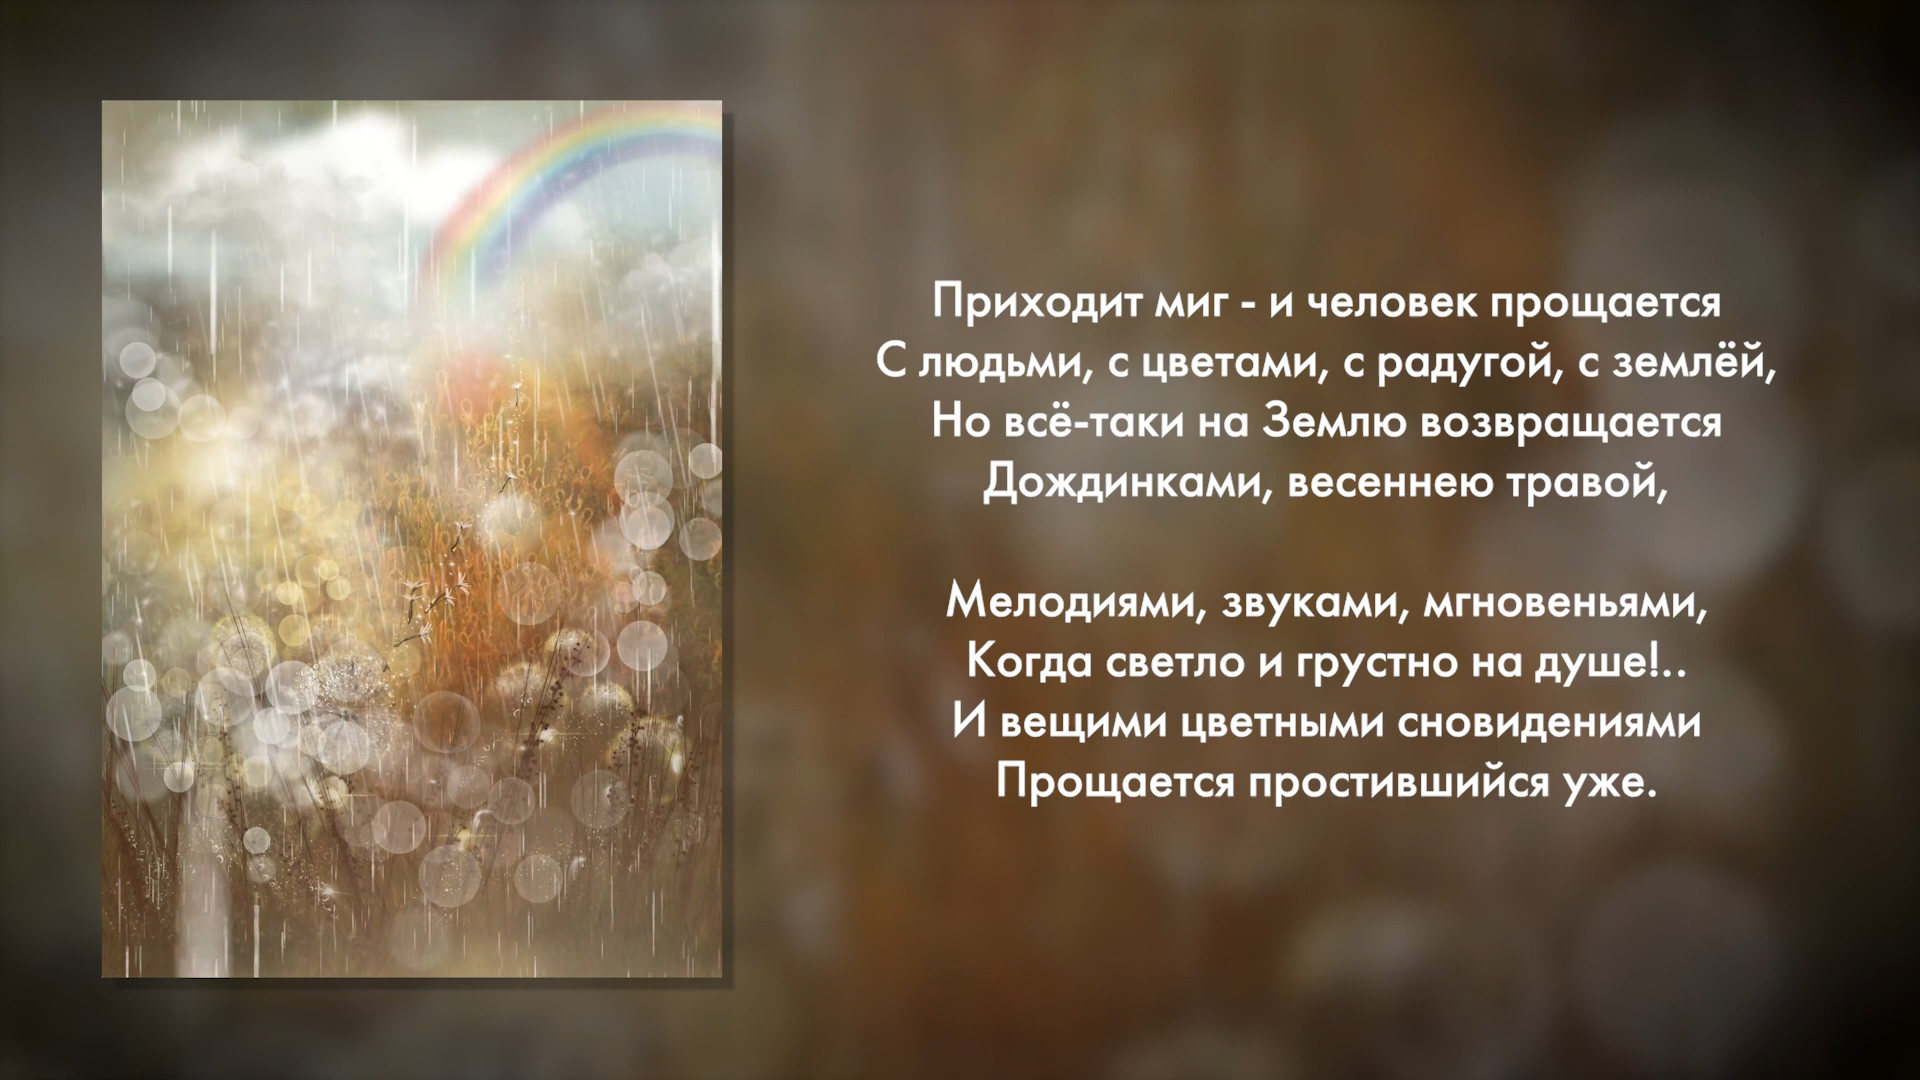 Приходит миг - и человек прощается
С людьми, с цветами, с радугой, с землёй,
Но всё-таки на Землю возвращается
Дождинками, весеннею травой,
Мелодиями, звуками, мгновеньями,
Когда светло и грустно на душе!..
И вещими цветными сновидениями
Прощается простившийся уже.